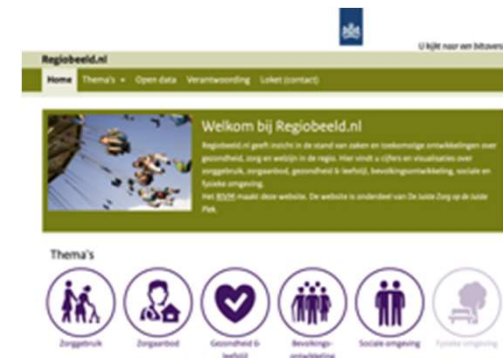 U kijkt naar een bitavers
Regiobeeld.nl
Home Thema's Open data Verantwoording Loket (contact)
Welkom bij Regiobeeld.nl
Regiobeeld.nl geeft inzicht in de stand van zaken en toekomstige ontwikkelingen over
gezondheid, zorg en welzijn in de regio. Hier vindt u cijfers en visualisaties over
zorggebruik, zorgaanbod, gezondheid & leefstijl, bevolkingsontwikkeling, sociale en
fysieke omgeving.
Het RIVM maakt deze website. De website is onderdeel van De Juiste Zorg op de Juiste
Plek.
Thema's
Zorggebruik Zorgaanbod Gezondheid & Bevolkings- Sociale omgeving Fysieke omgeving
leefstijl ontwikkeling